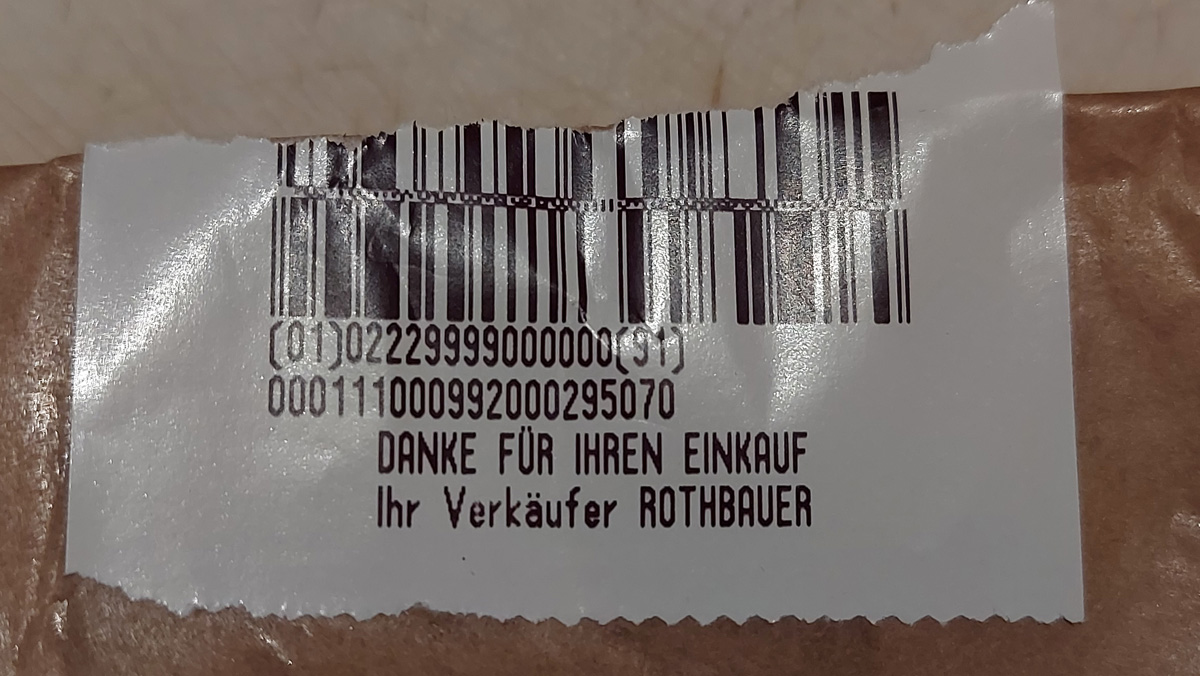 (01)02229999000000(91)
000111000992000295070
DANKE FÜR IHREN EINKAUF
Ihr Verkäufer ROTHBAUER